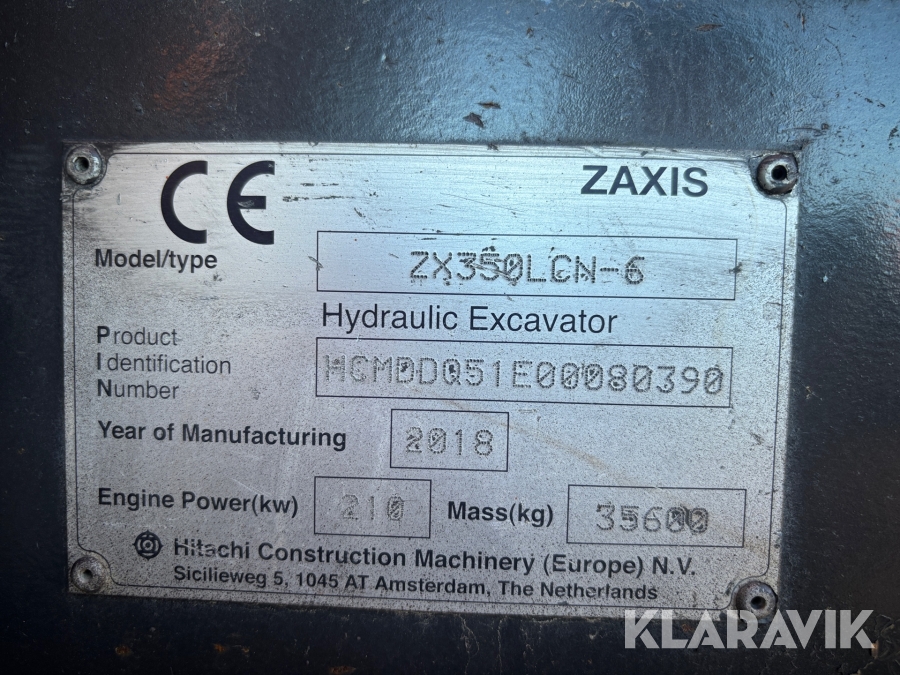 CE ZAXIS
Model/type ZX350LCN-6
Hydraulic Excavator
Product
Identification
Number
HCMDDQ51E00080390
Year of Manufacturing 2018
Engine Power(kw) 210 Mass(kg) 35600
Hitachi Construction Machinery (Europe) N.V.
Sicilieweg 5, 1045 AT Amsterdam, The Netherlands
KLARAVIK